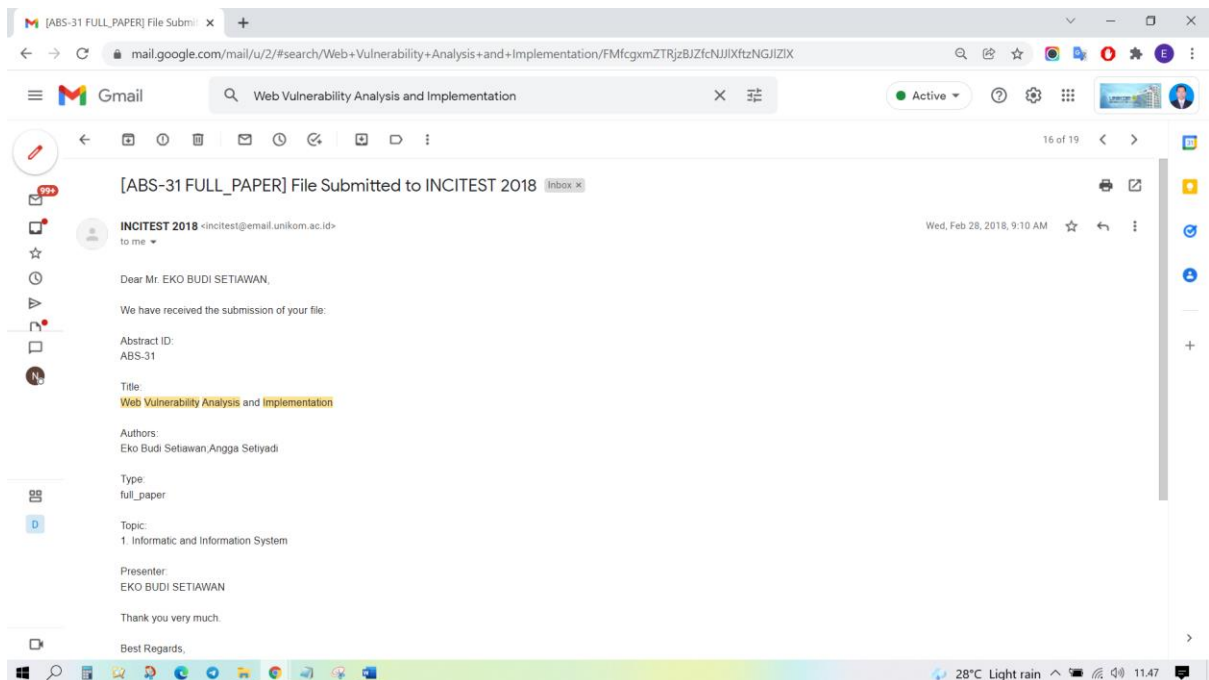 [ABS-31 FULL_PAPER] File Submi
mail.google.com/mail/u/2/#search/Web+Vulnerability+Analysis+and+Implementation/FMfcgxmZTRjzBJZfcNJJlXftzNGJlZlX
E
Gmail
Web Vulnerability Analysis and Implementation
Active
16 of 19
[ABS-31 FULL_PAPER] File Submitted to INCITEST 2018 Inbox ×
99+
INCITEST 2018 <incitest@email.unikom.ac.id>
Wed, Feb 28, 2018, 9:10 AM
to me
Dear Mr. EKO BUDI SETIAWAN,
We have received the submission of your file:
Abstract ID:
ABS-31
Title:
Web Vulnerability Analysis and Implementation
Authors:
Eko Budi Setiawan;Angga Setiyadi
Type:
full_paper
Topic:
1. Informatic and Information System
Presenter:
EKO BUDI SETIAWAN
Thank you very much.
Best Regards,
N
D
28°C Light rain
11.47